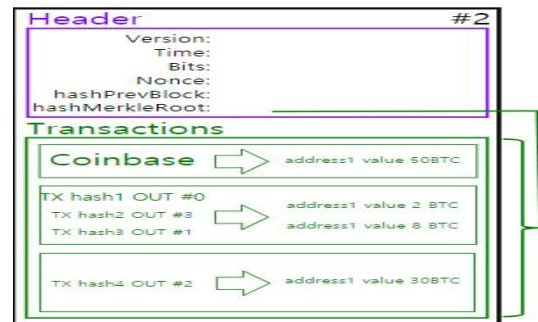 Header #2
Version:
Time:
Bits:
Nonce:
hashPrevBlock:
hashMerkleRoot:
Transactions
Coinbase address1 value 50BTC
TX hash1 OUT #0
TX hash2 OUT #3
TX hash3 OUT #1
address1 value 2 BTC
address1 value 8 BTC
TX hash4 OUT #2 address1 value 30BTC